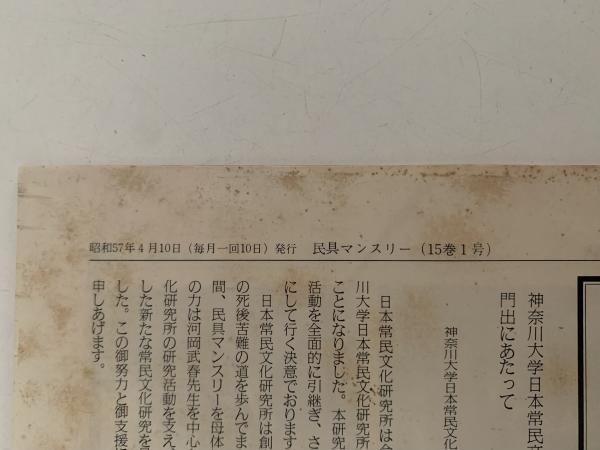 昭和57年4月10日（毎月一回10日）発行　民具マンスリー（15巻1号）
神奈川大学日本常民
門出にあたって
神奈川大学日本常民文化
日本常民文化研究所は
川大学日本常民文化研究所
ことになりました。本研究
活動を全面的に引継ぎ、さ
にして行く決意でおります
日本常民文化研究所は創
の死後苦難の道を歩んでま
間、民具マンスリーを母体
の力は河岡武春先生を中心
化研究所の研究活動を支え
した新たな常民文化研究を
した。この御努力と御支援に
申しあげます。